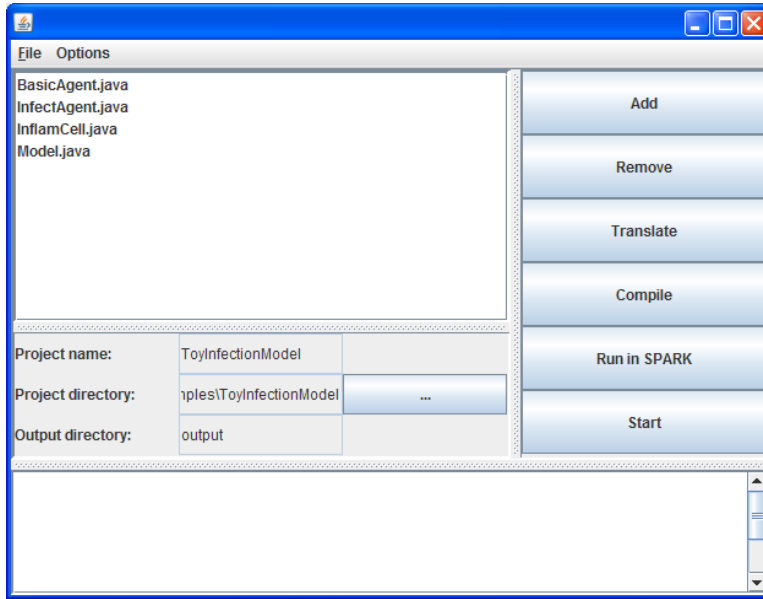 File Options
BasicAgent.java
InfectAgent.java
InflamCell.java
Model.java
Add
Remove
Translate
Compile
Run in SPARK
Start
Project name: ToyInfectionModel
Project directory: nples\ToyInfectionModel ...
Output directory: output